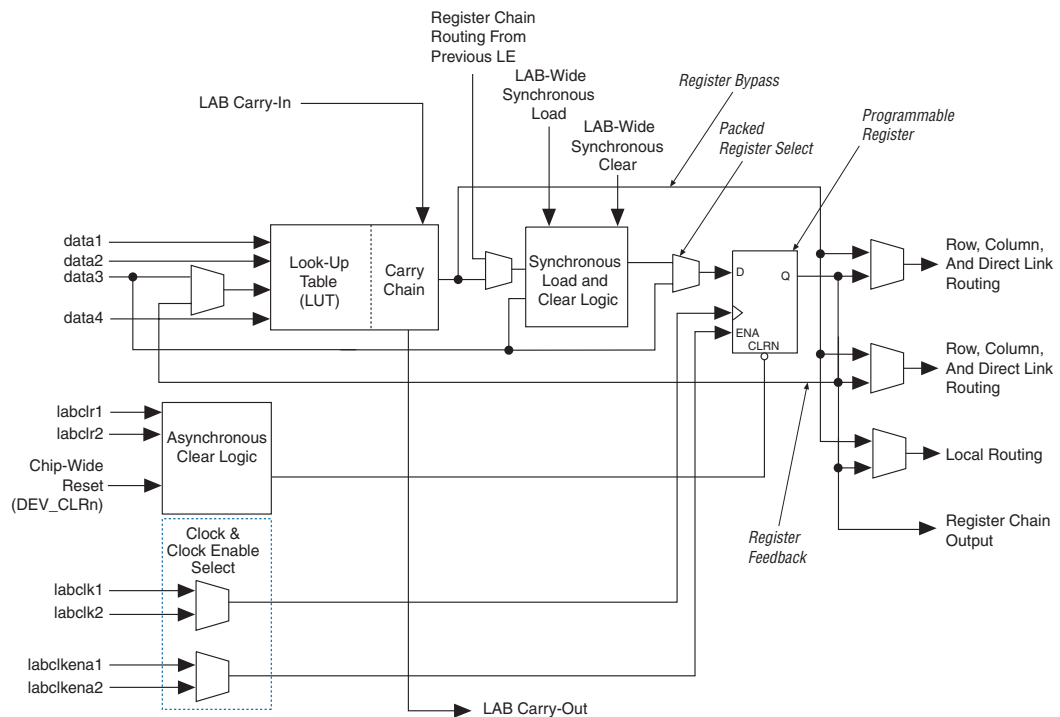 Register Chain
Routing From
Previous LE
LAB-Wide
Synchronous
Load
Register Bypass
LAB Carry-In
LAB-Wide
Synchronous
Clear
Packed
Register Select
Programmable
Register
data1
data2
data3
data4
Look-Up
Table
(LUT)
Carry
Chain
Synchronous
Load and
Clear Logic
D
Q
ENA
CLRN
Row, Column,
And Direct Link
Routing
Row, Column,
And Direct Link
Routing
labclr1
labclr2
Chip-Wide
Reset
(DEV_CLRn)
Asynchronous
Clear Logic
Local Routing
Register Chain
Output
Register
Feedback
Clock &
Clock Enable
Select
labclk1
labclk2
labclkena1
labclkena2
LAB Carry-Out